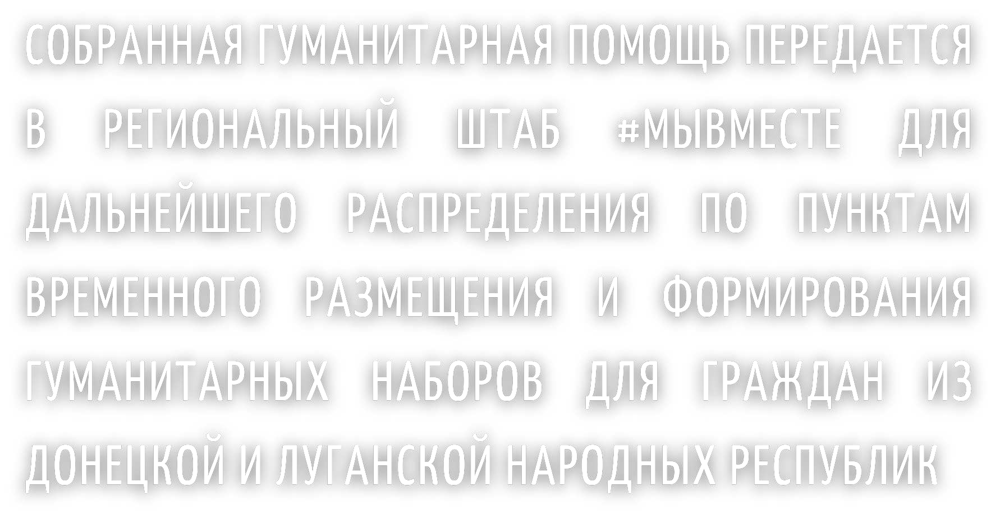 СОБРАННАЯ ГУМАНИТАРНАЯ ПОМОЩЬ ПЕРЕДАЕТСЯ
В РЕГИОНАЛЬНЫЙ ШТАБ #МЫВМЕСТЕ ДЛЯ
ДАЛЬНЕЙШЕГО РАСПРЕДЕЛЕНИЯ ПО ПУНКТАМ
ВРЕМЕННОГО РАЗМЕЩЕНИЯ И ФОРМИРОВАНИЯ
ГУМАНИТАРНЫХ НАБОРОВ ДЛЯ ГРАЖДАН ИЗ
ДОНЕЦКОЙ И ЛУГАНСКОЙ НАРОДНЫХ РЕСПУБЛИК